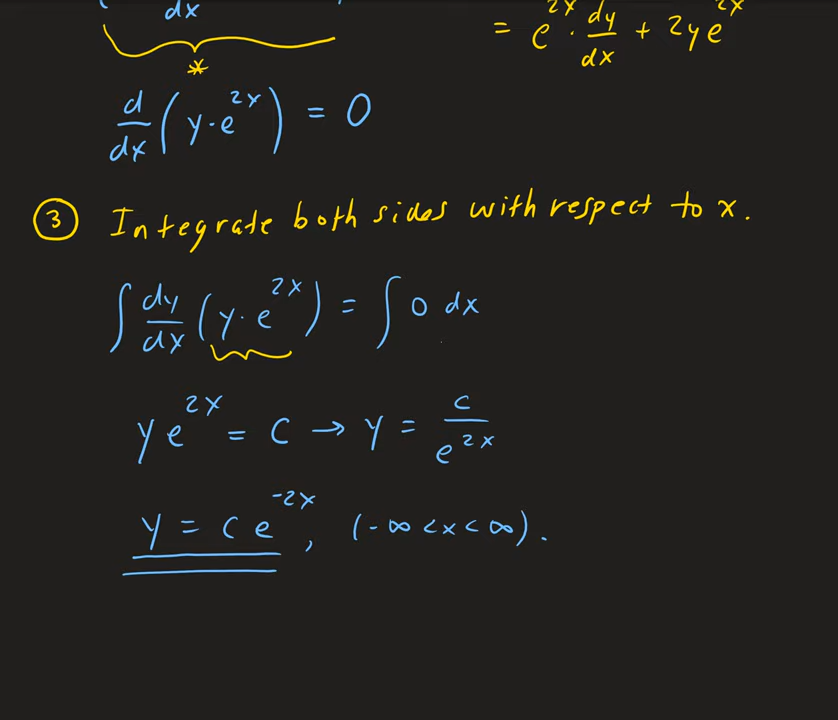 dx
= e^{2x} · dy/dx + 2ye^{2x}
*
d/dx (y·e^{2x}) = 0
③ Integrate both sides with respect to x.
∫ dy/dx (y·e^{2x}) = ∫ 0 dx
ye^{2x} = c → y = c/e^{2x}
y = ce^{-2x}, (-∞ < x < ∞).